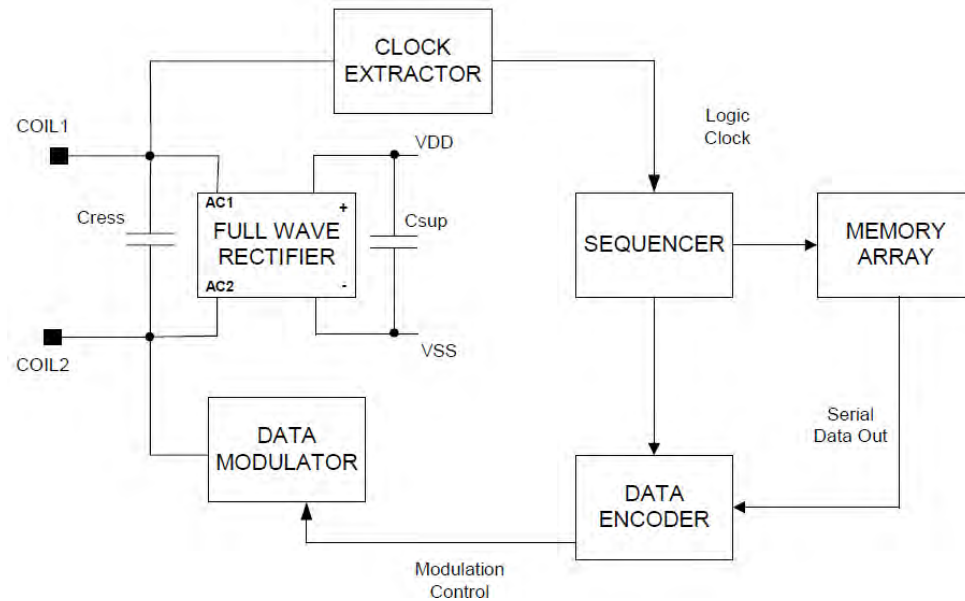 CLOCK
EXTRACTOR
COIL1
Logic
Clock
VDD
AC1
+
Cress
FULL WAVE
RECTIFIER
Csup
SEQUENCER
MEMORY
ARRAY
AC2
-
COIL2
VSS
DATA
MODULATOR
Serial
Data Out
DATA
ENCODER
Modulation
Control